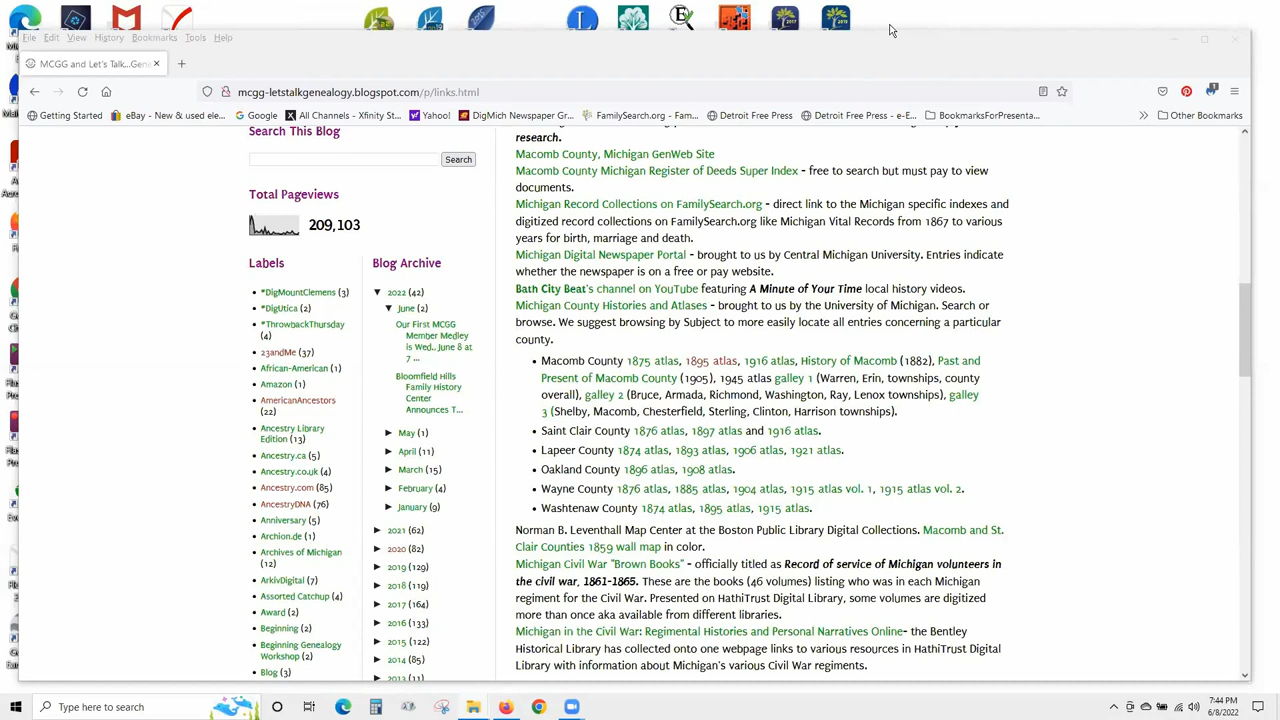 File Edit View History Bookmarks Tools Help
MCGG and Let's Talk...Gene
mcgg-letstalkgenealogy.blogspot.com/p/links.html
Getting Started eBay - New & used ele... Google All Channels - Xfinity St... Yahoo! DigMich Newspaper Gr... FamilySearch.org - Fam... Detroit Free Press Detroit Free Press - e-E... BookmarksForPresenta... Other Bookmarks
Search This Blog
Search
Total Pageviews
209,103
Labels
*DigMountClemens (3)
*DigUtica (2)
*ThrowbackThursday
(4)
23andMe (37)
African-American (1)
Amazon (1)
AmericanAncestors
(22)
Ancestry Library
Edition (13)
Ancestry.ca (5)
Ancestry.co.uk (4)
Ancestry.com (85)
AncestryDNA (76)
Anniversary (5)
Archion.de (1)
Archives of Michigan
(12)
ArkivDigital (7)
Assorted Catchup (4)
Award (2)
Beginning (2)
Beginning Genealogy
Workshop (2)
Blog (3)
Blog Archive
▼ 2022 (42)
▼ June (2)
Our First MCGG
Member Medley
is Wed., June 8 at
7 ...
Bloomfield Hills
Family History
Center
Announces T...
► May (1)
► April (11)
► March (11)
► February (4)
► January (9)
► 2021 (62)
► 2020 (82)
► 2019 (116)
► 2018 (119)
► 2017 (164)
► 2016 (133)
► 2015 (122)
► 2014 (85)
research.
Macomb County, Michigan GenWeb Site
Macomb County Michigan Register of Deeds Super Index - free to search but must pay to view
documents.
Michigan Record Collections on FamilySearch.org - direct link to the Michigan specific indexes and
digitized record collections on FamilySearch.org like Michigan Vital Records from 1867 to various
years for birth, marriage and death.
Michigan Digital Newspaper Portal - brought to us by Central Michigan University. Entries indicate
whether the newspaper is on a free or pay website.
Bath City Beat's channel on YouTube featuring A Minute of Your Time local history videos.
Michigan County Histories and Atlases - brought to us by the University of Michigan. Search or
browse. We suggest browsing by Subject to more easily locate all entries concerning a particular
county.
Macomb County 1875 atlas, 1895 atlas, 1916 atlas, History of Macomb (1882), Past and
Present of Macomb County (1905), 1945 atlas galley 1 (Warren, Erin, townships, county
overall), galley 2 (Bruce, Armada, Richmond, Washington, Ray, Lenox townships), galley
3 (Shelby, Macomb, Chesterfield, Sterling, Clinton, Harrison townships).
Saint Clair County 1876 atlas, 1897 atlas and 1916 atlas.
Lapeer County 1874 atlas, 1893 atlas, 1906 atlas, 1921 atlas.
Oakland County 1896 atlas, 1908 atlas.
Wayne County 1876 atlas, 1885 atlas, 1904 atlas, 1915 atlas vol. 1, 1915 atlas vol. 2.
Washtenaw County 1874 atlas, 1895 atlas, 1915 atlas.
Norman B. Leventhall Map Center at the Boston Public Library Digital Collections. Macomb and St.
Clair Counties 1859 wall map in color.
Michigan Civil War "Brown Books" - officially titled as Record of service of Michigan volunteers in
the civil war, 1861-1865. These are the books (46 volumes) listing who was in each Michigan
regiment for the Civil War. Presented on HathiTrust Digital Library, some volumes are digitized
more than once aka available from different libraries.
Michigan in the Civil War: Regimental Histories and Personal Narratives Online- the Bentley
Historical Library has collected onto one webpage links to various resources in HathiTrust Digital
Library with information about Michigan's various Civil War regiments.
Type here to search
7:44 PM
6/8/2022